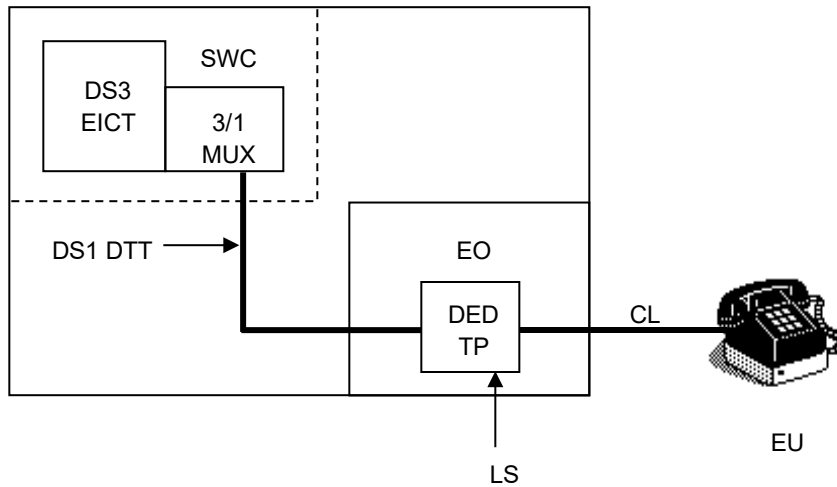 SWC
DS3
EICT
3/1
MUX
DS1 DTT
EO
DED
TP
CL
EU
LS